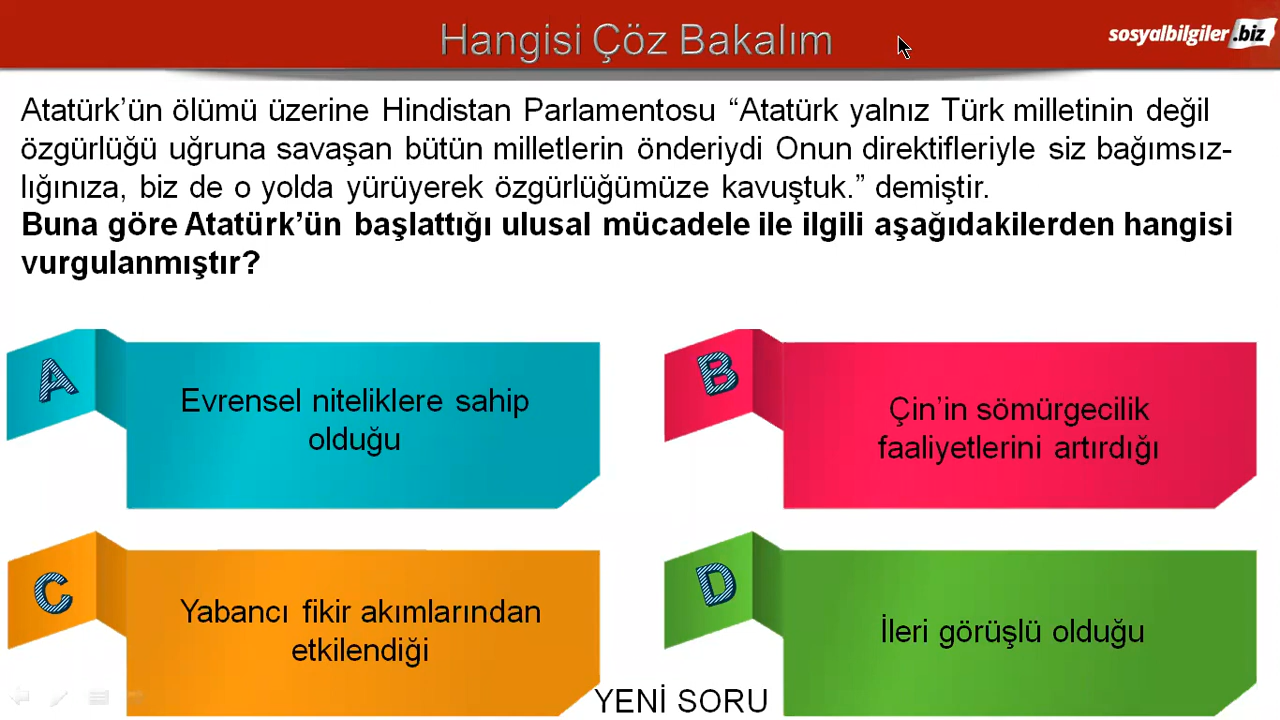 Hangisi Çöz Bakalım
sosyalbilgiler.biz
Atatürk’ün ölümü üzerine Hindistan Parlamentosu “Atatürk yalnız Türk milletinin değil
özgürlüğü uğruna savaşan bütün milletlerin önderiydi Onun direktifleriyle siz bağımsız-
lığınıza, biz de o yolda yürüyerek özgürlüğümüze kavuştuk.” demiştir.
Buna göre Atatürk’ün başlattığı ulusal mücadele ile ilgili aşağıdakilerden hangisi
vurgulanmıştır?
A
Evrensel niteliklere sahip
olduğu
B
Çin’in sömürgecilik
faaliyetlerini artırdığı
C
Yabancı fikir akımlarından
etkilendiği
D
İleri görüşlü olduğu
YENİ SORU